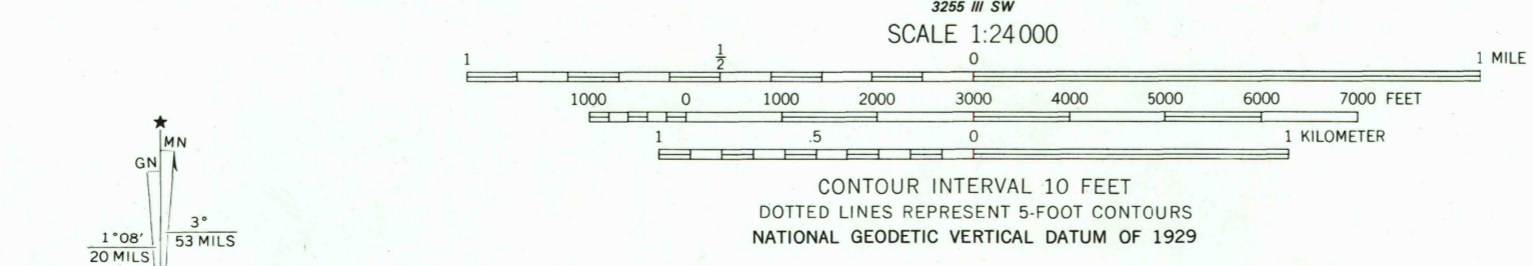 3255 III SW
SCALE 1:24 000
1 1/2 0 1 MILE
1000 0 1000 2000 3000 4000 5000 6000 7000 FEET
1 .5 0 1 KILOMETER
CONTOUR INTERVAL 10 FEET
DOTTED LINES REPRESENT 5-FOOT CONTOURS
NATIONAL GEODETIC VERTICAL DATUM OF 1929
★
MN
GN
3°
53 MILS
1°08′
20 MILS